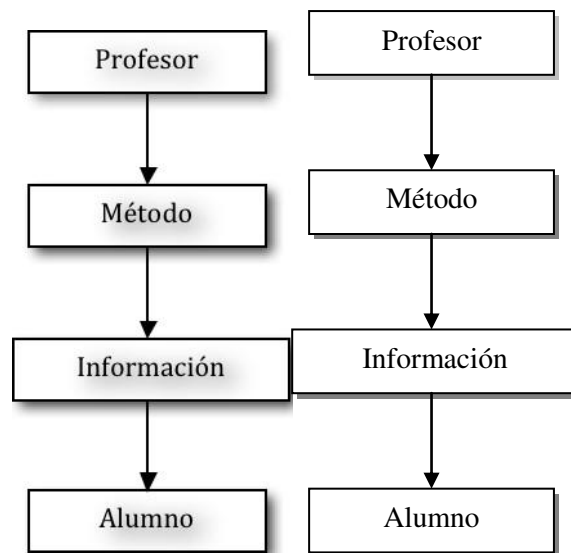 Profesor
Método
Información
Alumno
Profesor
Método
Información
Alumno